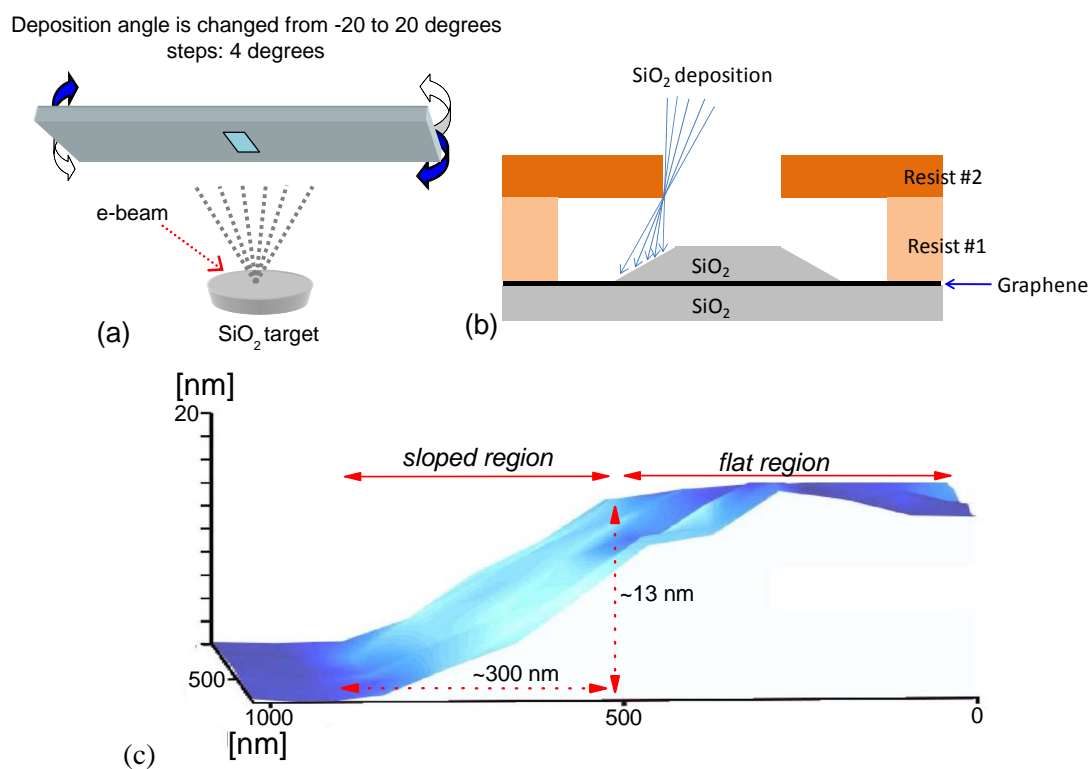 Deposition angle is changed from -20 to 20 degrees
steps: 4 degrees
e-beam
SiO2 target
(a)
SiO2 deposition
Resist #2
Resist #1
SiO2
Graphene
SiO2
(b)
[nm]
20
sloped region
flat region
~13 nm
~300 nm
500
1000
500
0
[nm]
(c)